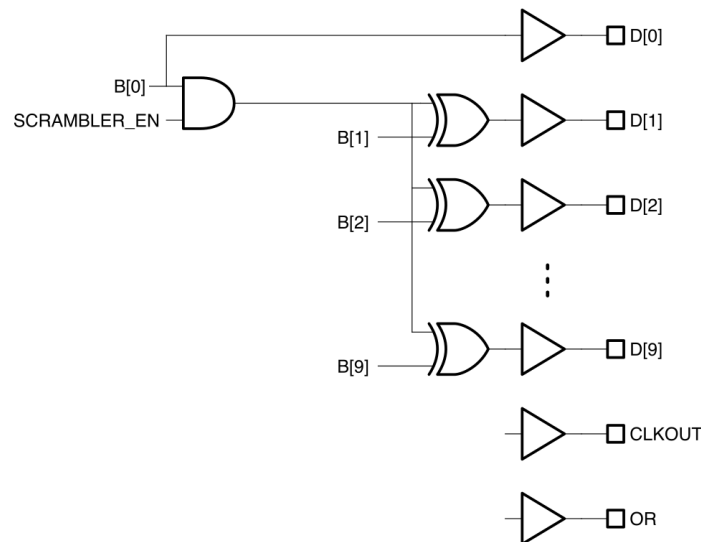 D[0]
B[0]
SCRAMBLER_EN
D[1]
B[1]
D[2]
B[2]
D[9]
B[9]
CLKOUT
OR